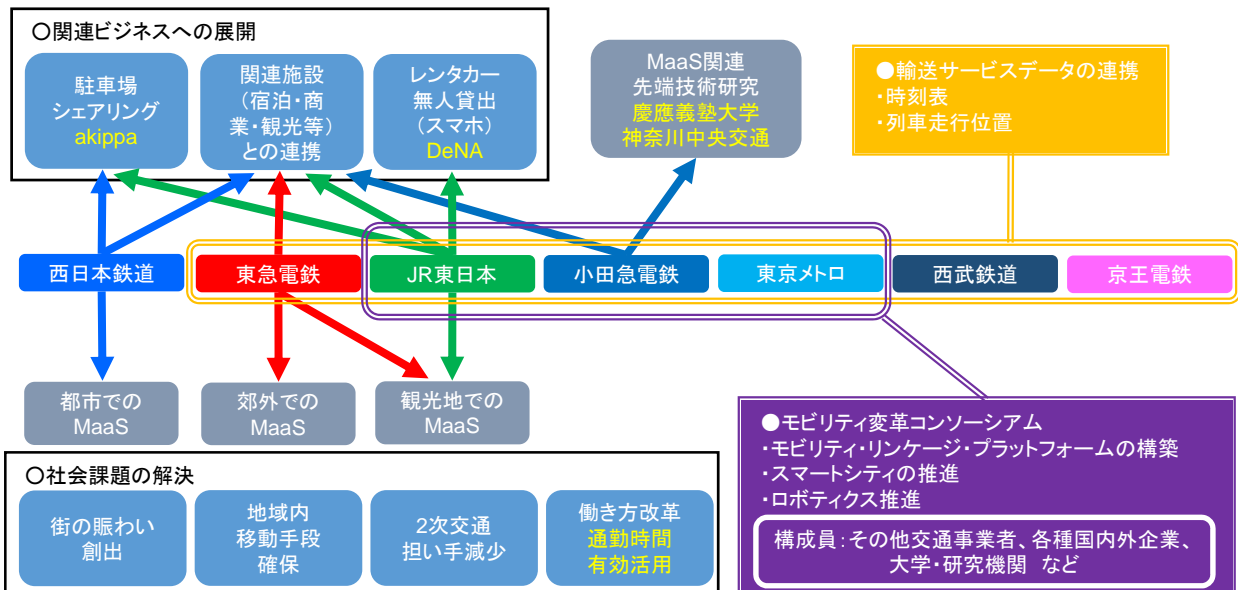 〇関連ビジネスへの展開
駐車場
シェアリング
akippa
関連施設
(宿泊・商
業・観光等)
との連携
レンタカー
無人貸出
(スマホ)
DeNA
MaaS関連
先端技術研究
慶應義塾大学
神奈川中央交通
●輸送サービスデータの連携
・時刻表
・列車走行位置
西日本鉄道
東急電鉄
JR東日本
小田急電鉄
東京メトロ
西武鉄道
京王電鉄
都市での
MaaS
郊外での
MaaS
観光地での
MaaS
〇社会課題の解決
街の賑わい
創出
地域内
移動手段
確保
2次交通
担い手減少
働き方改革
通勤時間
有効活用
●モビリティ変革コンソーシアム
・モビリティ・リンケージ・プラットフォームの構築
・スマートシティの推進
・ロボティクス推進
構成員:その他交通事業者、各種国内外企業、
大学・研究機関 など